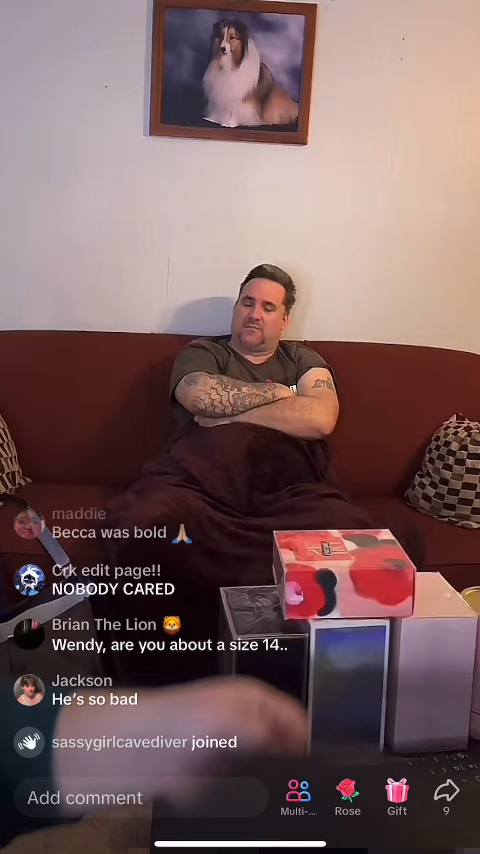 maddie
Becca was bold 🙏🏼
Crk edit page!!
NOBODY CARED
Brian The Lion 🦁
Wendy, are you about a size 14..
Jackson
He's so bad
sassygirlcavediver joined
Add comment
Multi-...
Rose
Gift
9